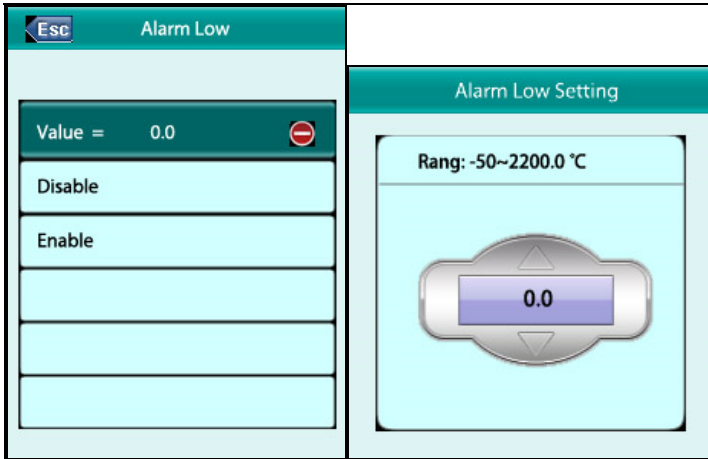 Esc Alarm Low
Value = 0.0
Disable
Enable
Alarm Low Setting
Rang: -50~2200.0 ℃
0.0